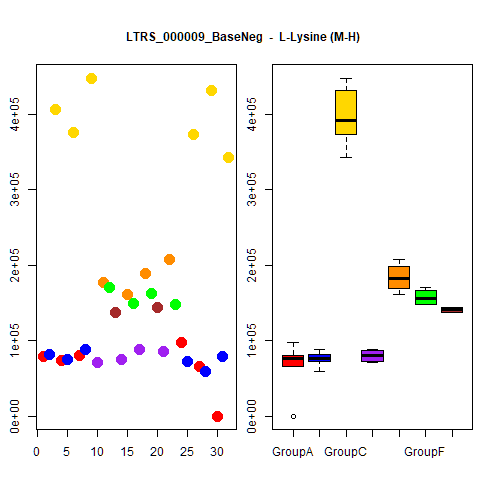 LTRS_000009_BaseNeg - L-Lysine (M-H)
4e+05
3e+05
2e+05
1e+05
0e+00
0 5 10 15 20 25 30
4e+05
3e+05
2e+05
1e+05
0e+00
GroupA GroupC GroupF